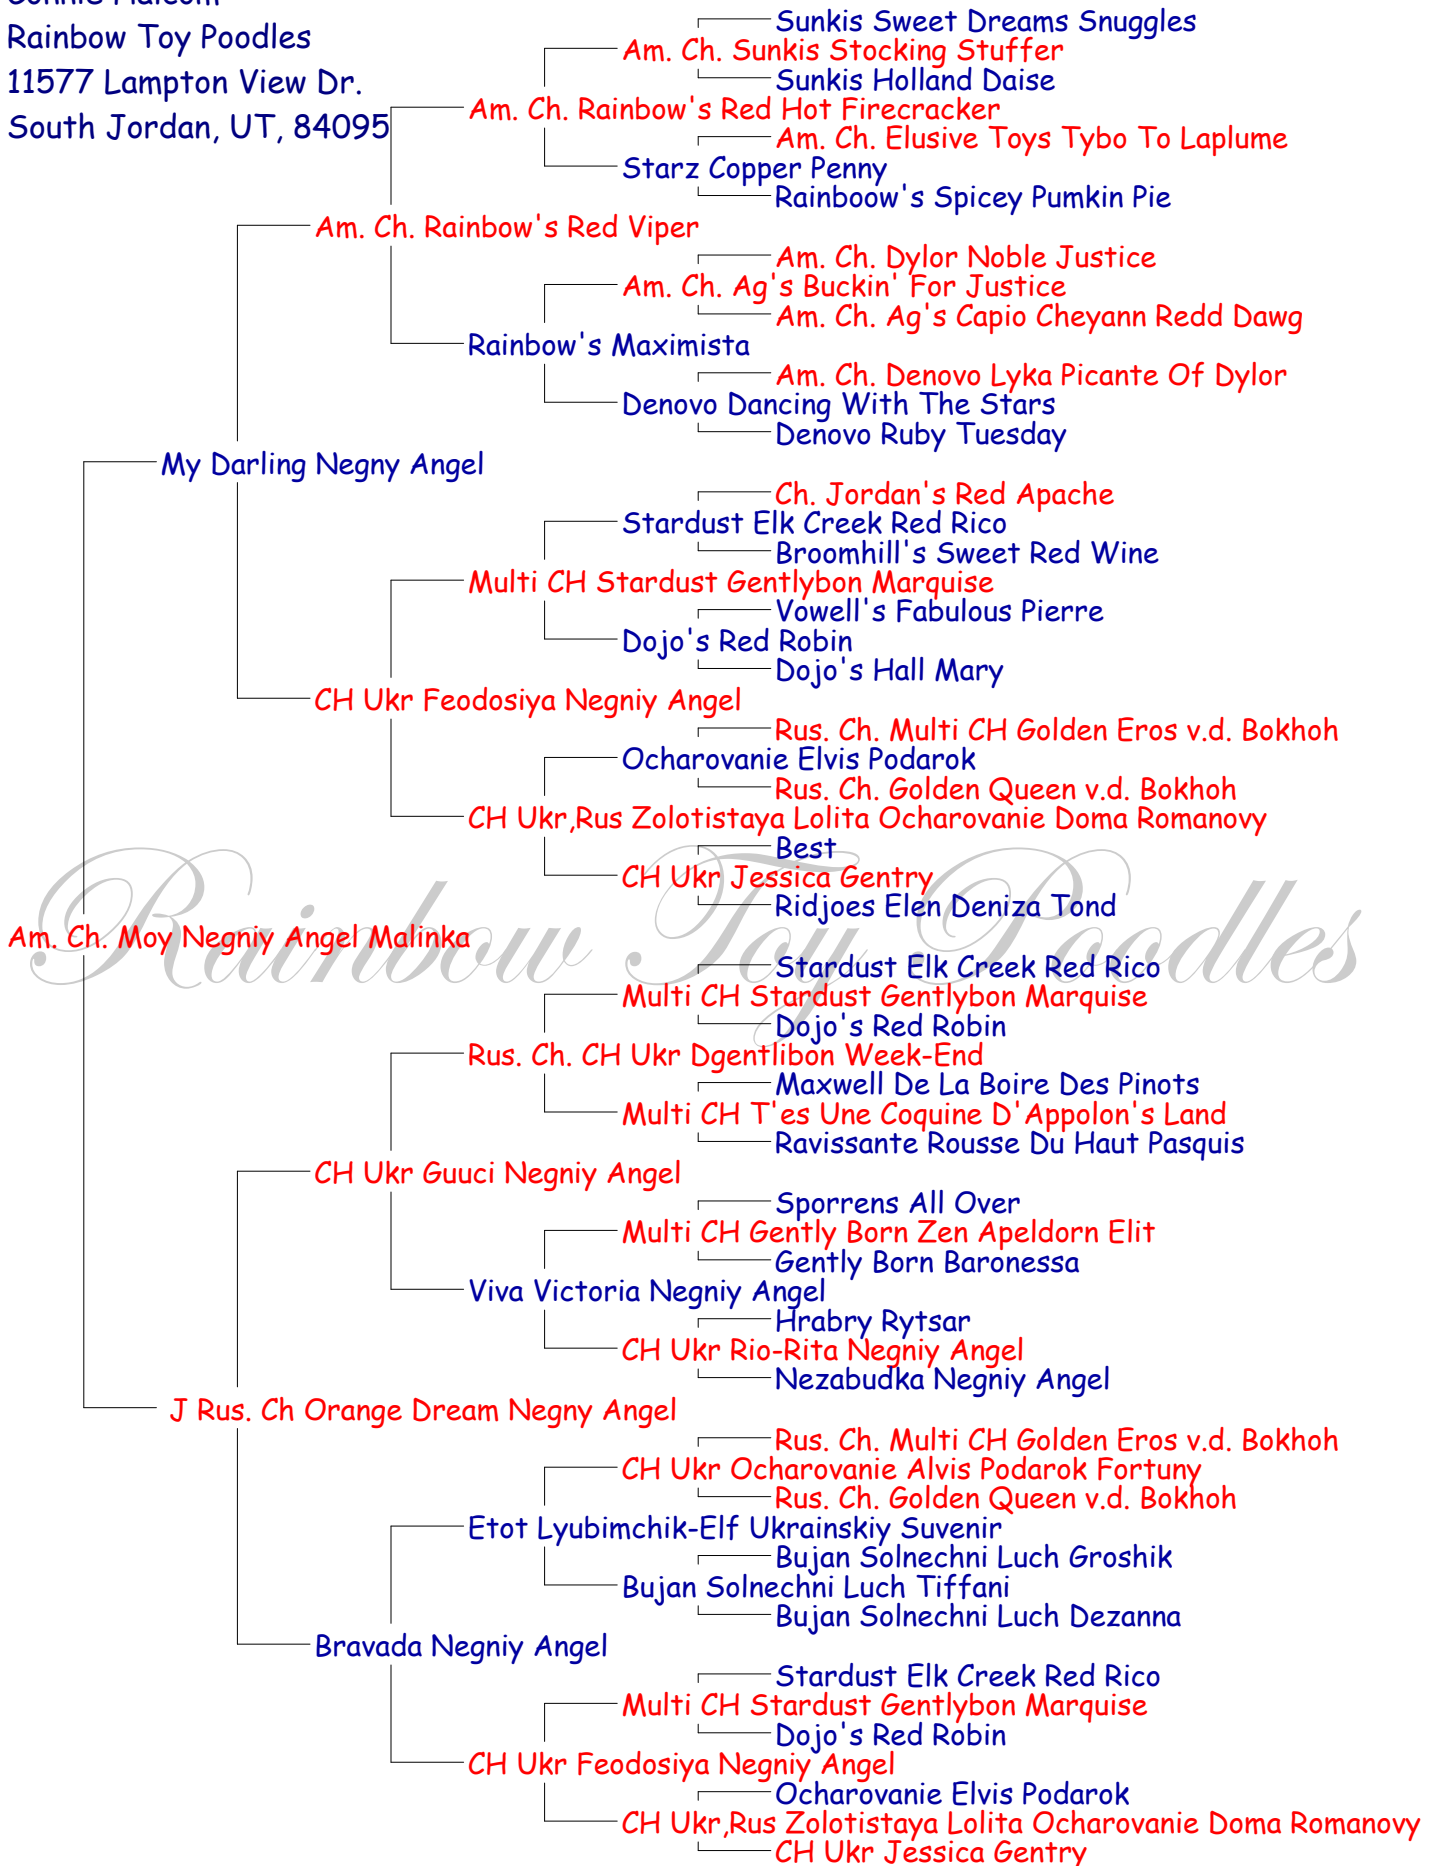 Rainbow Toy Poodles
11577 Lampton View Dr.
South Jordan, UT, 84095
Sunkis Sweet Dreams Snuggles
Am. Ch. Sunkis Stocking Stuffer
Sunkis Holland Daise
Am. Ch. Rainbow's Red Hot Firecracker
Am. Ch. Elusive Toys Tybo To Laplume
Starz Copper Penny
Rainboow's Spicey Pumkin Pie
Am. Ch. Rainbow's Red Viper
Am. Ch. Dylor Noble Justice
Am. Ch. Ag's Buckin' For Justice
Am. Ch. Ag's Capio Cheyann Redd Dawg
Rainbow's Maximista
Am. Ch. Denovo Lyka Picante Of Dylor
Denovo Dancing With The Stars
Denovo Ruby Tuesday
My Darling Negny Angel
Ch. Jordan's Red Apache
Stardust Elk Creek Red Rico
Broomhill's Sweet Red Wine
Multi CH Stardust Gentlybon Marquise
Vowell's Fabulous Pierre
Dojo's Red Robin
Dojo's Hall Mary
CH Ukr Feodosiya Negniy Angel
Rus. Ch. Multi CH Golden Eros v.d. Bokhoh
Ocharovanie Elvis Podarok
Rus. Ch. Golden Queen v.d. Bokhoh
CH Ukr,Rus Zolotistaya Lolita Ocharovanie Doma Romanovy
Best
CH Ukr Jessica Gentry
Ridjoes Elen Deniza Tond
Am. Ch. Moy Negniy Angel Malinka
Rainbow Toy Poodles
Stardust Elk Creek Red Rico
Multi CH Stardust Gentlybon Marquise
Dojo's Red Robin
Rus. Ch. CH Ukr Dgentlibon Week-End
Maxwell De La Boire Des Pinots
Multi CH T'es Une Coquine D'Appolon's Land
Ravissante Rousse Du Haut Pasquis
CH Ukr Guuci Negniy Angel
Sporrens All Over
Multi CH Gently Born Zen Apeldorn Elit
Gently Born Baronessa
Viva Victoria Negniy Angel
Hrabry Rytsar
CH Ukr Rio-Rita Negniy Angel
Nezabudka Negniy Angel
J Rus. Ch Orange Dream Negny Angel
Rus. Ch. Multi CH Golden Eros v.d. Bokhoh
CH Ukr Ocharovanie Alvis Podarok Fortuny
Rus. Ch. Golden Queen v.d. Bokhoh
Etot Lyubimchik-Elf Ukrainskiy Suvenir
Bujan Solnechni Luch Groshik
Bujan Solnechni Luch Tiffani
Bujan Solnechni Luch Dezanna
Bravada Negniy Angel
Stardust Elk Creek Red Rico
Multi CH Stardust Gentlybon Marquise
Dojo's Red Robin
CH Ukr Feodosiya Negniy Angel
Ocharovanie Elvis Podarok
CH Ukr,Rus Zolotistaya Lolita Ocharovanie Doma Romanovy
CH Ukr Jessica Gentry